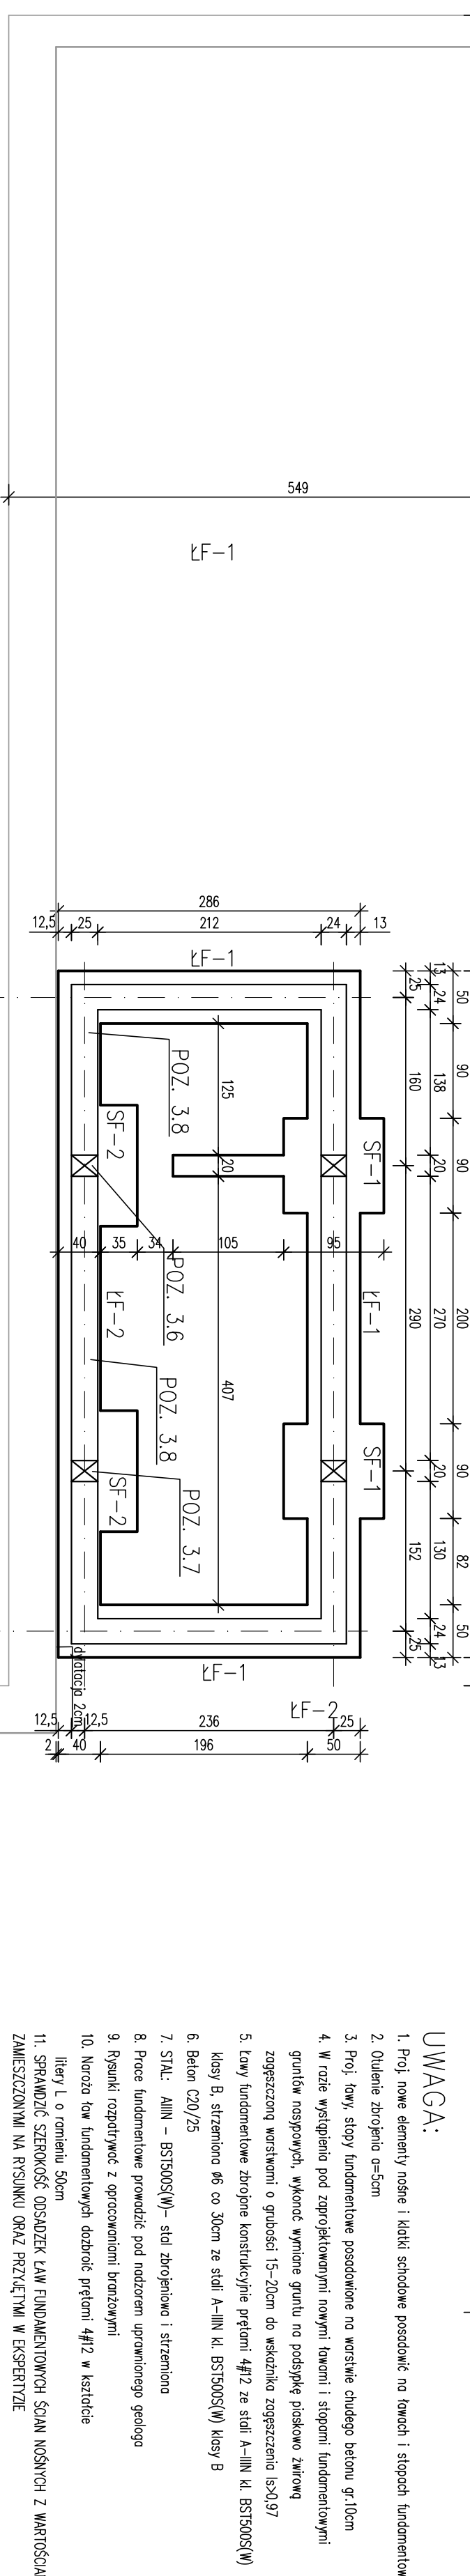 549
ŁF-1
286
12,5
25
212
24
13
ŁF-1
13
25
24
50
138
160
90
20
90
270
290
200
20
90
130
152
82
24
25
13
50
POZ. 3.8
125
SF-2
SF-1
20
40
35
34
105
95
POZ. 3.6
ŁF-2
ŁF-1
407
POZ. 3.8
SF-1
SF-2
POZ. 3.7
dylatacja 2cm
ŁF-1
ŁF-2
12,5
12,5
236
25
2
40
196
50
UWAGA:
1. Proj. nowe elementy nośne i klatki schodowe posadowić na ławach i stopach fundamentow
2. Otulenie zbrojenia a=5cm
3. Proj. ławy, stopy fundamentowe posadowione na warstwie chudego betonu gr.10cm
4. W razie wystąpienia pod zaprojektowanymi nowymi ławami i stopami fundamentowymi
gruntów nasypowych, wykonać wymiane gruntu na podsypkę piaskowo żwirową
zagęszczoną warstwami o grubości 15-20cm do wskaźnika zagęszczenia Is>0,97
5. Ławy fundamentowe zbrojone konstrukcyjnie prętami 4#12 ze stali A-IIIN kl. BST500S(W)
klasy B, strzemiona ø6 co 30cm ze stali A-IIIN kl. BST500S(W) klasy B
6. Beton C20/25
7. STAL: AIIIN - BST500S(W)- stal zbrojeniowa i strzemiona
8. Prace fundamentowe prowadzić pod nadzorem uprawnionego geologa
9. Rysunki rozpatrywać z opracowaniami branżowymi
10. Naroża ław fundamentowych dozbroić prętami 4#12 w kształcie
litery L o ramieniu 50cm
11. SPRAWDZIĆ SZEROKOŚĆ ODSADZEK ŁAW FUNDAMENTOWYCH ŚCIAN NOŚNYCH Z WARTOŚCIA
ZAMIESZCZONYMI NA RYSUNKU ORAZ PRZYJĘTYMI W EKSPERTYZIE